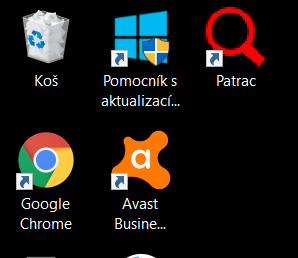 Koš
Pomocník s
aktualizací...
Patrac
Google
Chrome
Avast
Busine...